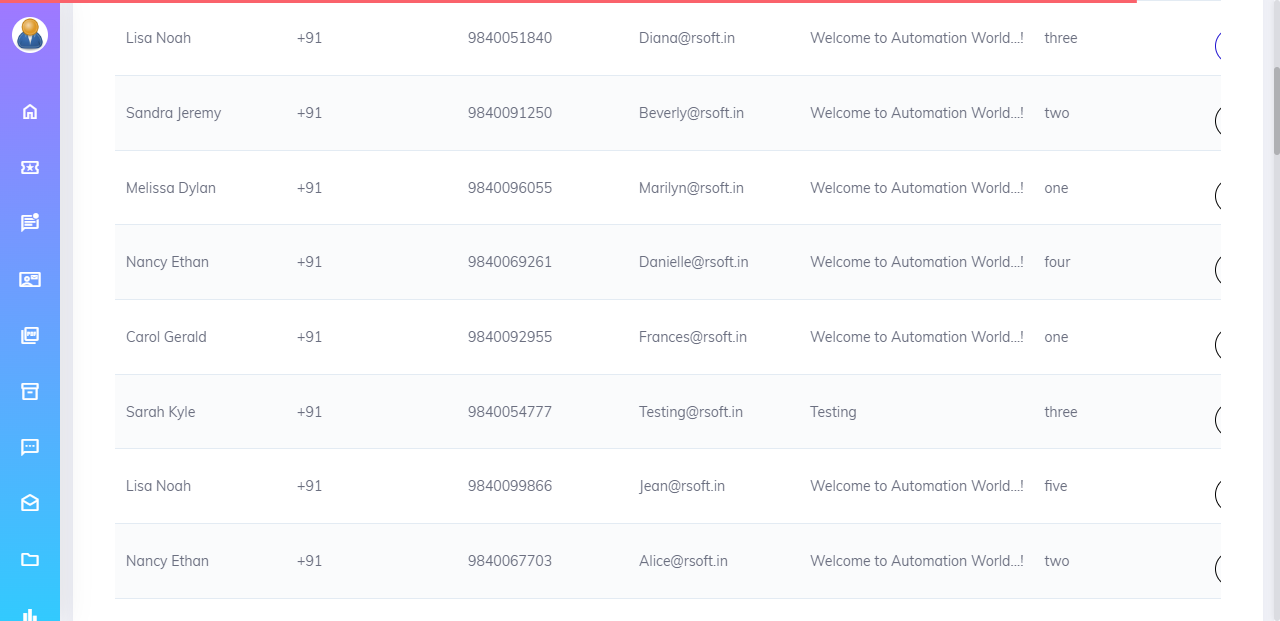 Lisa Noah +91 9840051840 Diana@rsoft.in Welcome to Automation World...! three
Sandra Jeremy +91 9840091250 Beverly@rsoft.in Welcome to Automation World...! two
Melissa Dylan +91 9840096055 Marilyn@rsoft.in Welcome to Automation World...! one
Nancy Ethan +91 9840069261 Danielle@rsoft.in Welcome to Automation World...! four
Carol Gerald +91 9840092955 Frances@rsoft.in Welcome to Automation World...! one
Sarah Kyle +91 9840054777 Testing@rsoft.in Testing three
Lisa Noah +91 9840099866 Jean@rsoft.in Welcome to Automation World...! five
Nancy Ethan +91 9840067703 Alice@rsoft.in Welcome to Automation World...! two